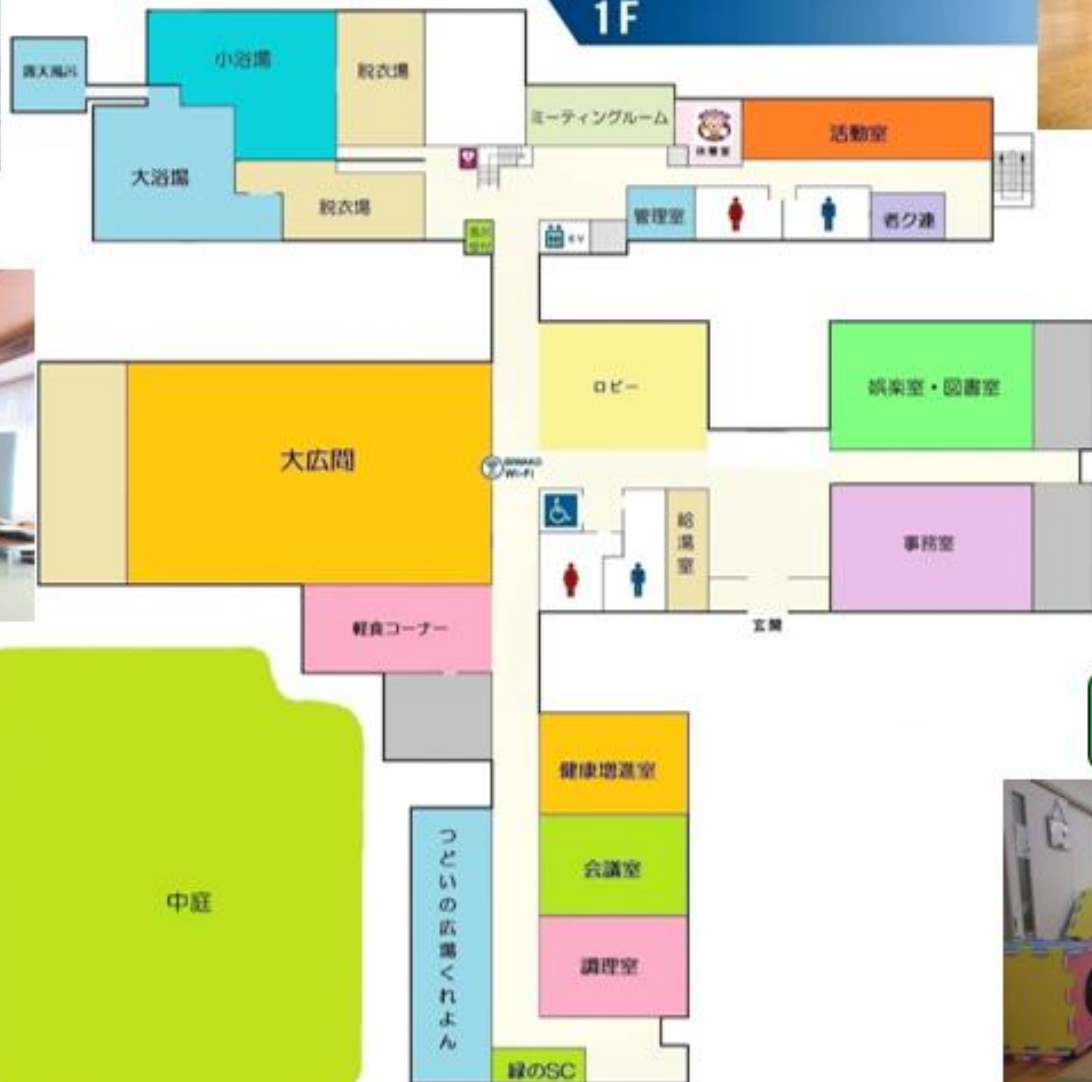 1F
小浴場
脱衣場
露天風呂
ミーティングルーム
活動室
大浴場
脱衣場
管理室
老ク連
EV
ロビー
娯楽室・図書室
大広間
BIWAKO
Wi-Fi
給湯室
事務室
軽食コーナー
玄関
健康増進室
会議室
調理室
つどいの広場くれよん
中庭
緑のSC